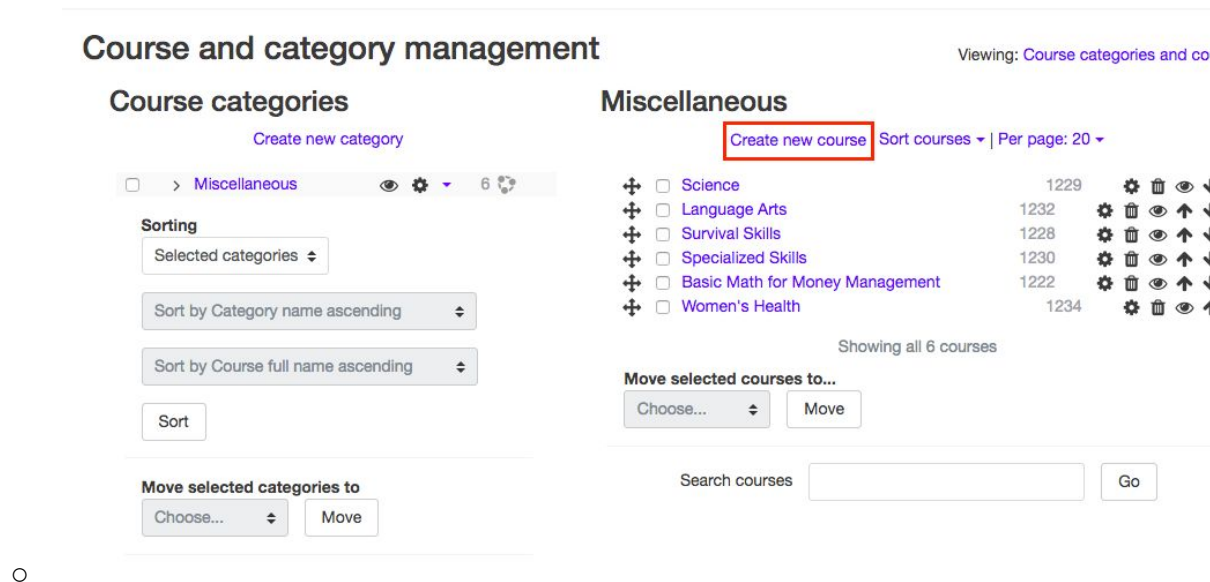 Course and category management
Viewing: Course categories and co
Course categories
Create new category
Miscellaneous 6
Sorting
Selected categories
Sort by Category name ascending
Sort by Course full name ascending
Sort
Move selected categories to
Choose... Move
Miscellaneous
Create new course Sort courses | Per page: 20
Science 1229
Language Arts 1232
Survival Skills 1228
Specialized Skills 1230
Basic Math for Money Management 1222
Women's Health 1234
Showing all 6 courses
Move selected courses to...
Choose... Move
Search courses Go